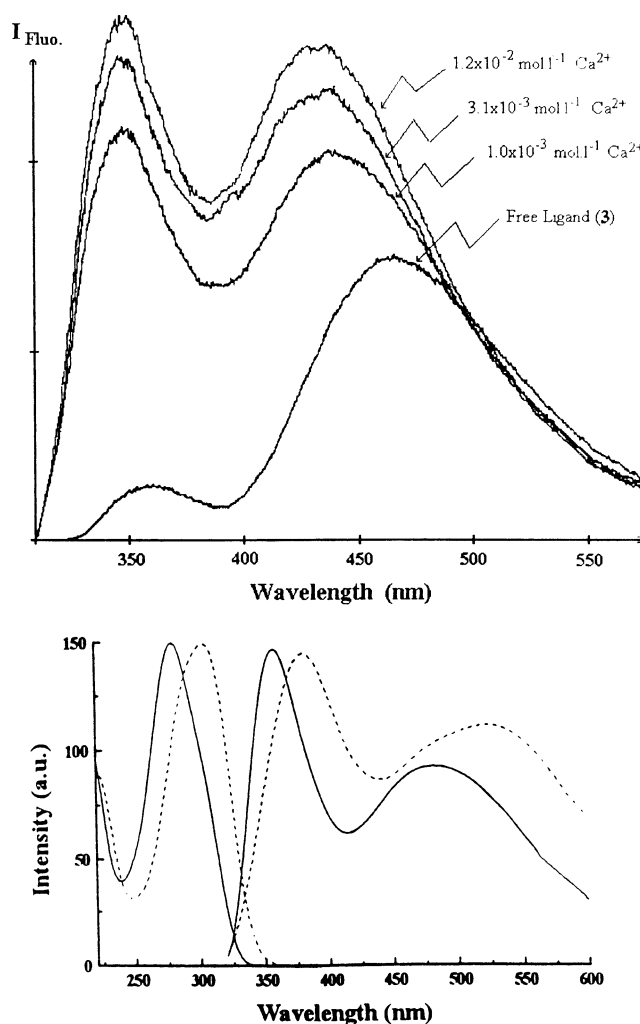 I Fluo.
1.2x10⁻² mol l⁻¹ Ca²⁺
3.1x10⁻³ mol l⁻¹ Ca²⁺
1.0x10⁻³ mol.l⁻¹ Ca²⁺
Free Ligand (3)
350 400 450 500 550
Wavelength (nm)
150
100
50
0
Intensity (a.u.)
250 300 350 400 450 500 550 600
Wavelength (nm)